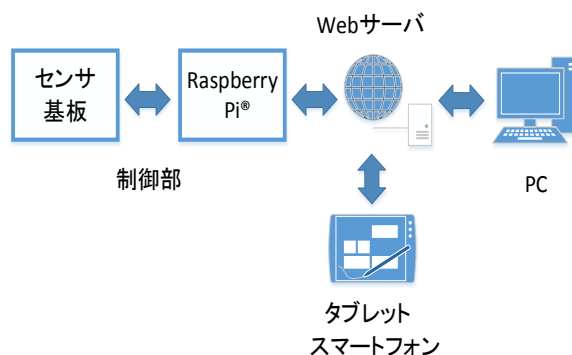 Webサーバ
センサ
基板
Raspberry
Pi®
制御部
PC
タブレット
スマートフォン